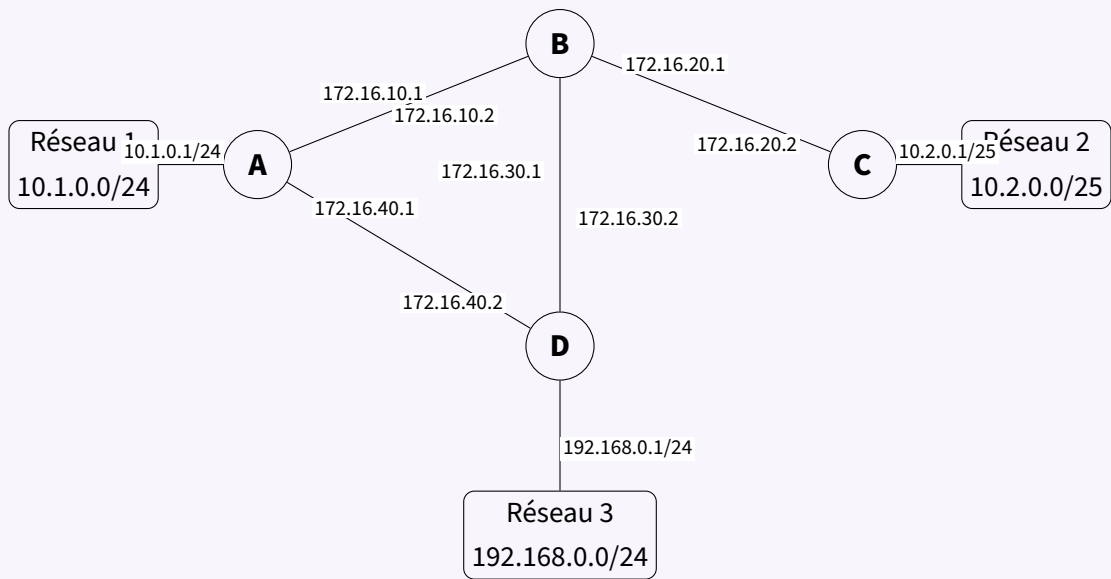 B
172.16.20.1
172.16.10.1
172.16.10.2
Réseau 1
10.1.0.1/24
10.1.0.0/24
A
172.16.30.1
172.16.20.2
C
10.2.0.1/25
Réseau 2
10.2.0.0/25
172.16.40.1
172.16.30.2
172.16.40.2
D
192.168.0.1/24
Réseau 3
192.168.0.0/24